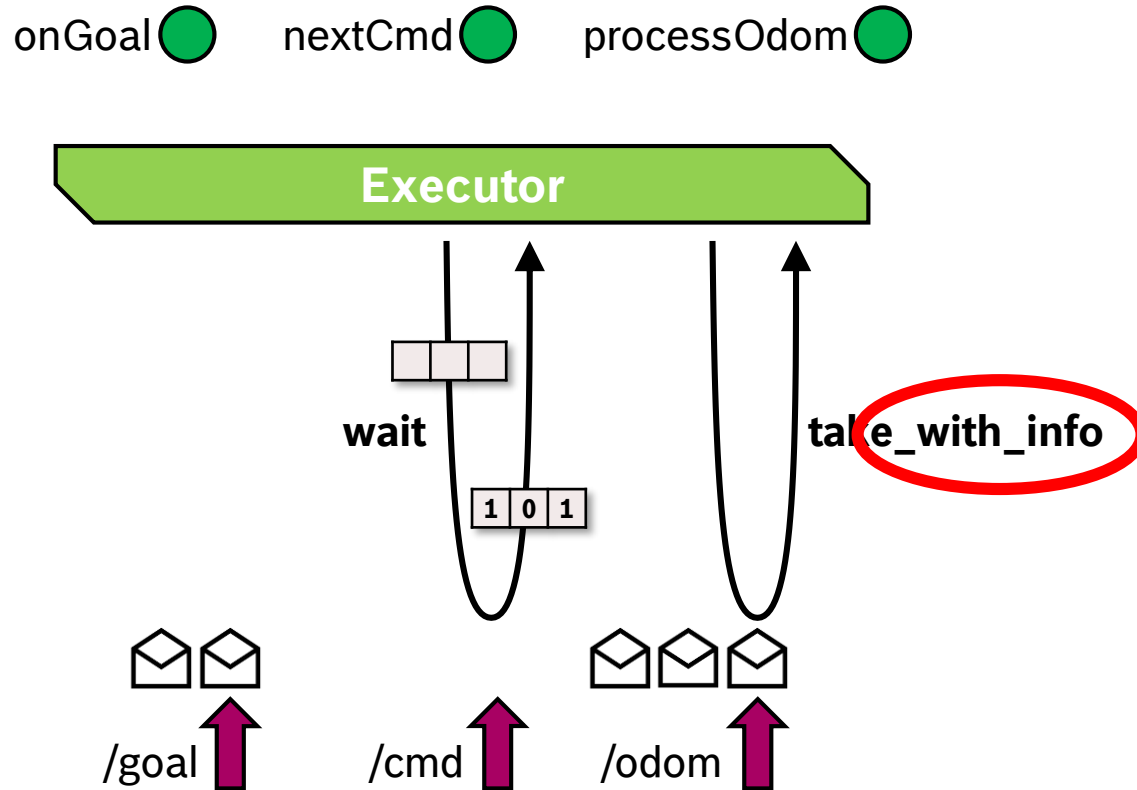 onGoal nextCmd processOdom
Executor
wait take_with_info
1 0 1
/goal /cmd /odom